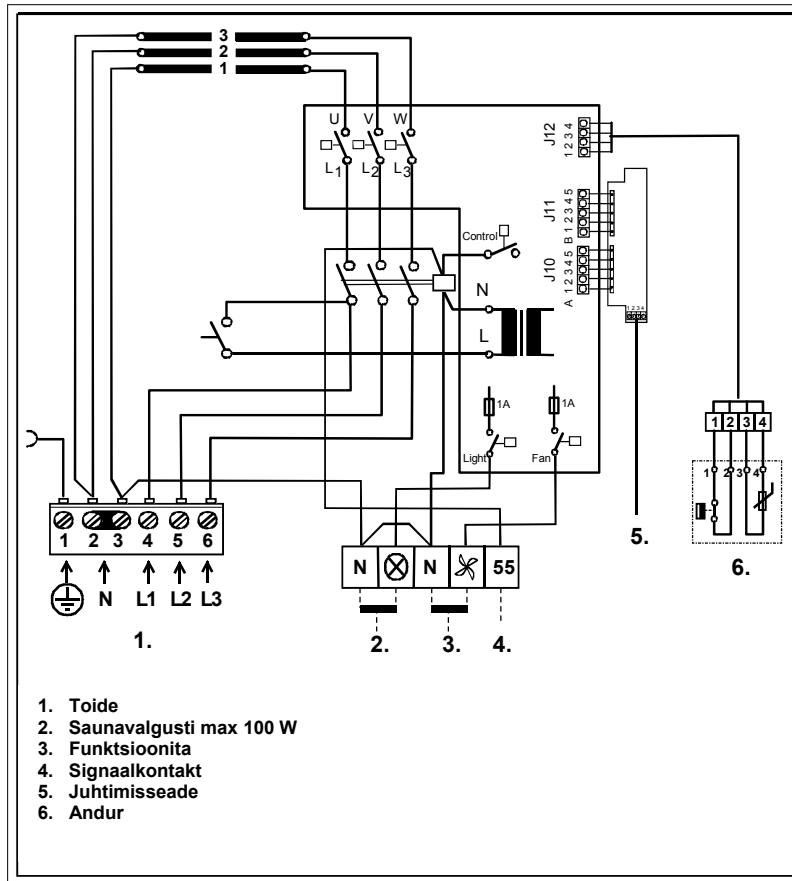 3
2
1
U V W
L1 L2 L3
J12
1 2 3 4
J11
B 1 2 3 4 5
J10
A 1 2 3 4 5
Control
N
L
1 2 3 4
1A 1A
Light Fan
1 2 3 4
1 2 3 4
1 2 3 4 5 6
N L1 L2 L3
1.
N N 55
2. 3. 4.
5.
6.
1. Toide
2. Saunavalgusti max 100 W
3. Funktsioonita
4. Signaalkontakt
5. Juhtimisseade
6. Andur